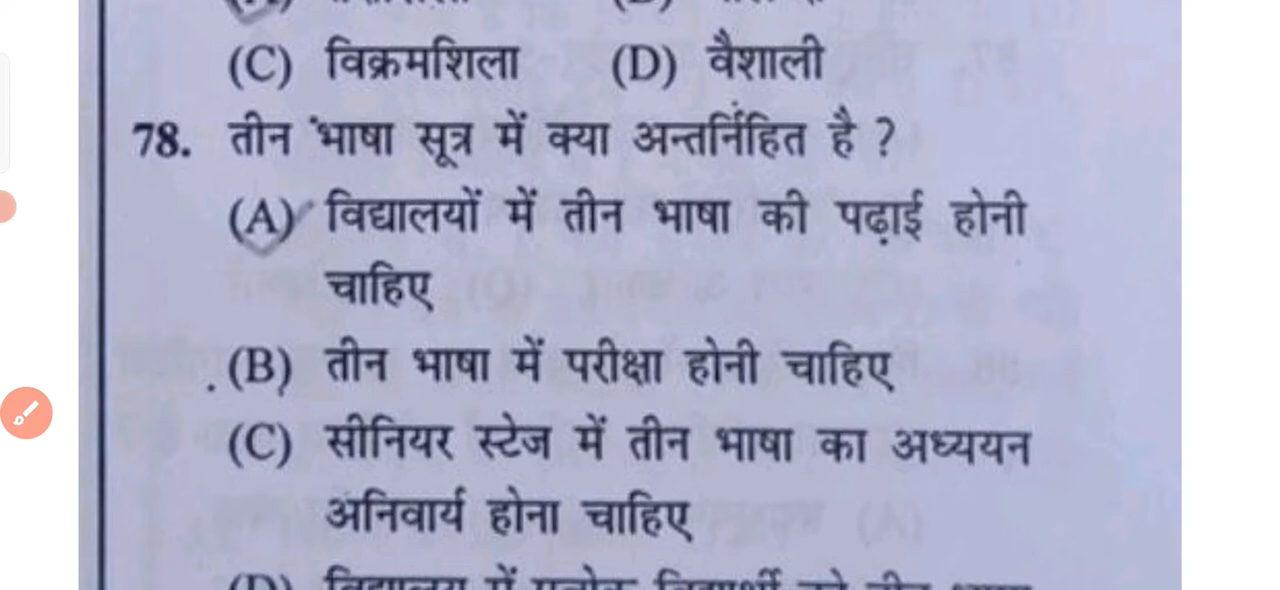 (C) विक्रमशिला (D) वैशाली
78. तीन भाषा सूत्र में क्या अन्तर्निहित है ?
(A) विद्यालयों में तीन भाषा की पढ़ाई होनी
चाहिए
(B) तीन भाषा में परीक्षा होनी चाहिए
(C) सीनियर स्टेज में तीन भाषा का अध्ययन
अनिवार्य होना चाहिए